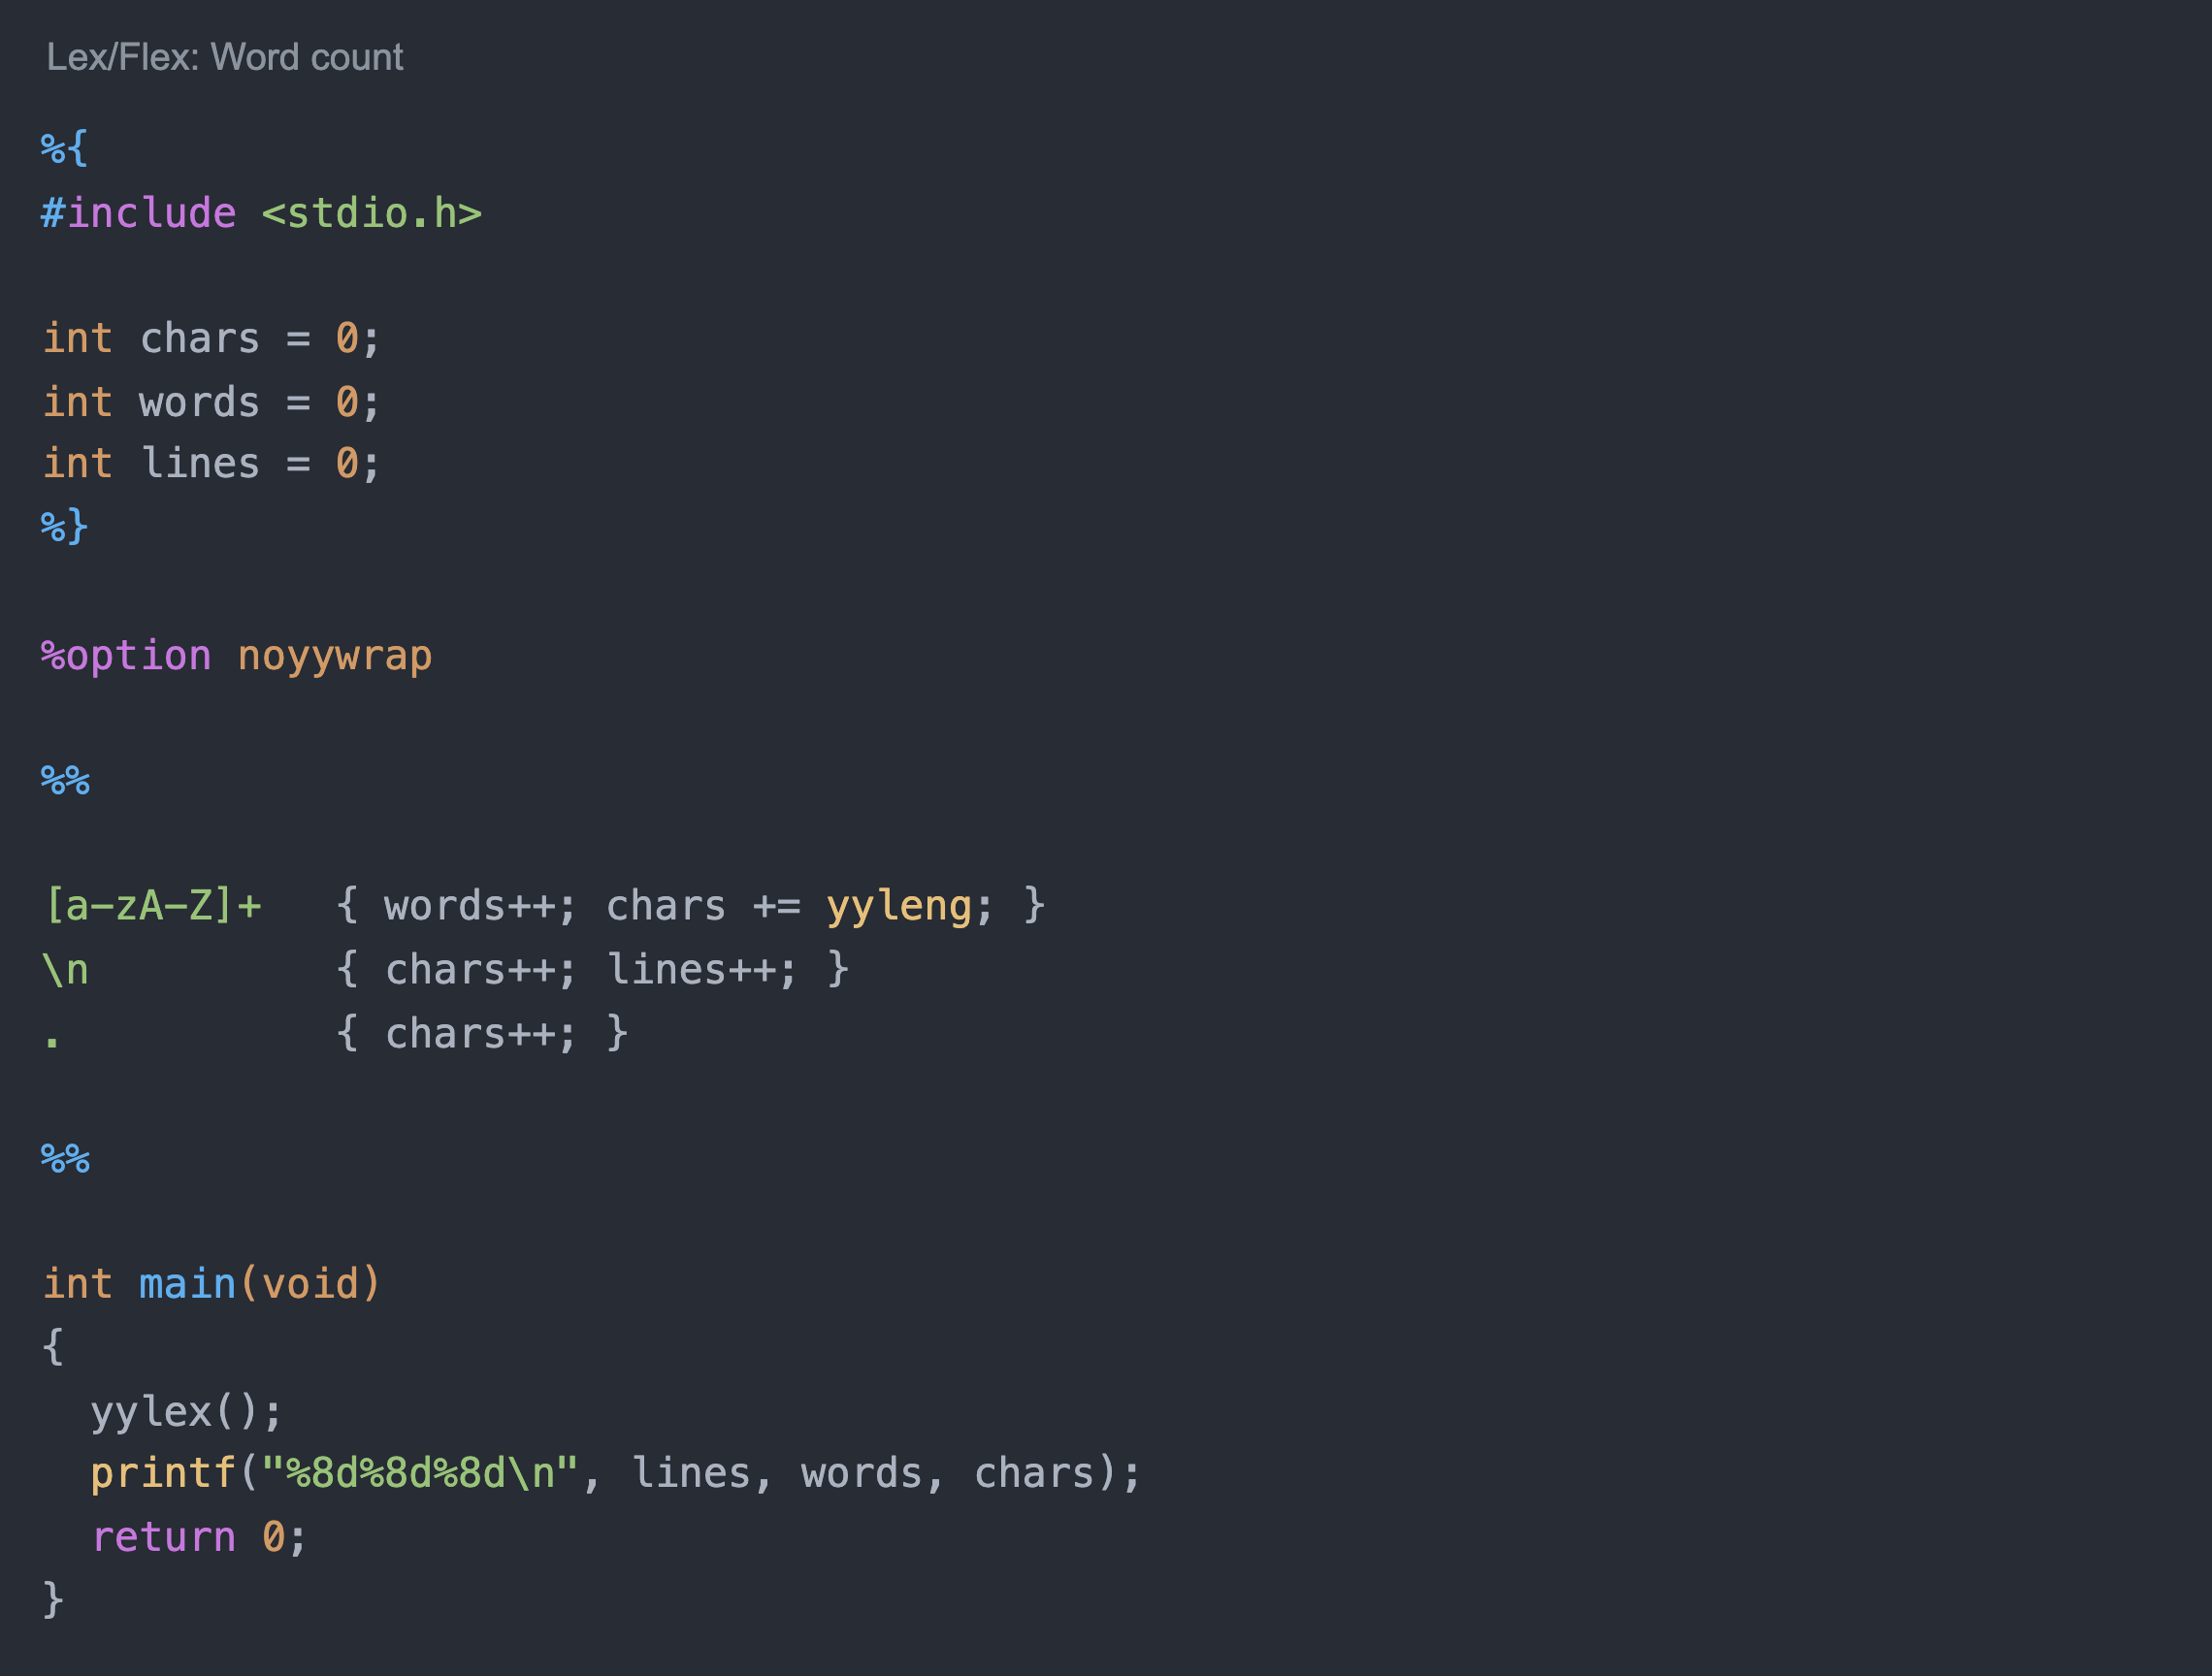 Lex/Flex: Word count
%{
#include <stdio.h>

int chars = 0;
int words = 0;
int lines = 0;
%}

%option noyywrap

%%

[a-zA-Z]+   { words++; chars += yyleng; }
\n          { chars++; lines++; }
.           { chars++; }

%%

int main(void)
{
  yylex();
  printf("%8d%8d%8d\n", lines, words, chars);
  return 0;
}